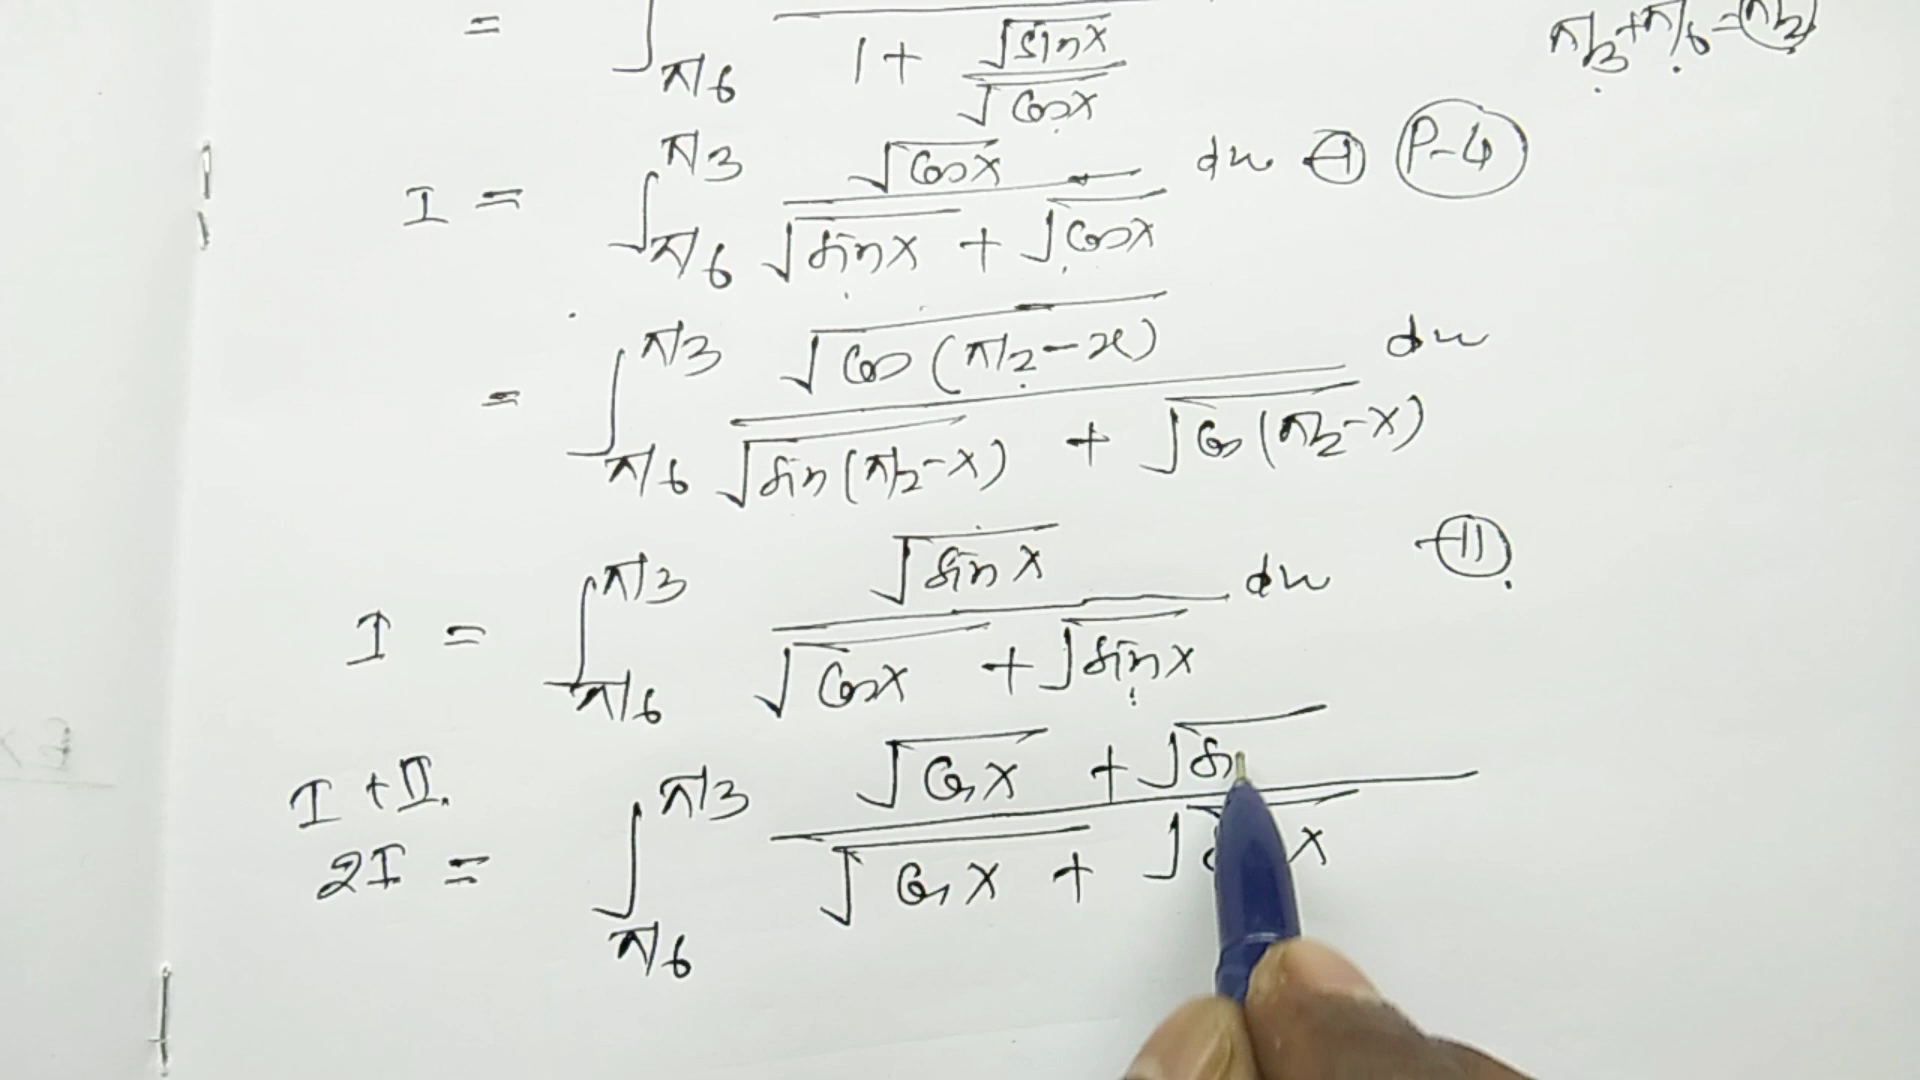 = ∫_{π/6} 1 + √sinx/√cosx
π/3 + π/6 = π/2
I = ∫_{π/6}^{π/3} √cosx / (√sinx + √cosx) dx — (I) (P-4)
= ∫_{π/6}^{π/3} √cos(π/2-x) / (√sin(π/2-x) + √cos(π/2-x)) dx
I = ∫_{π/6}^{π/3} √sinx / (√cosx + √sinx) dx — (II)
I + II.
2I = ∫_{π/6}^{π/3} (√cosx + √si) / (√cosx + √ x)